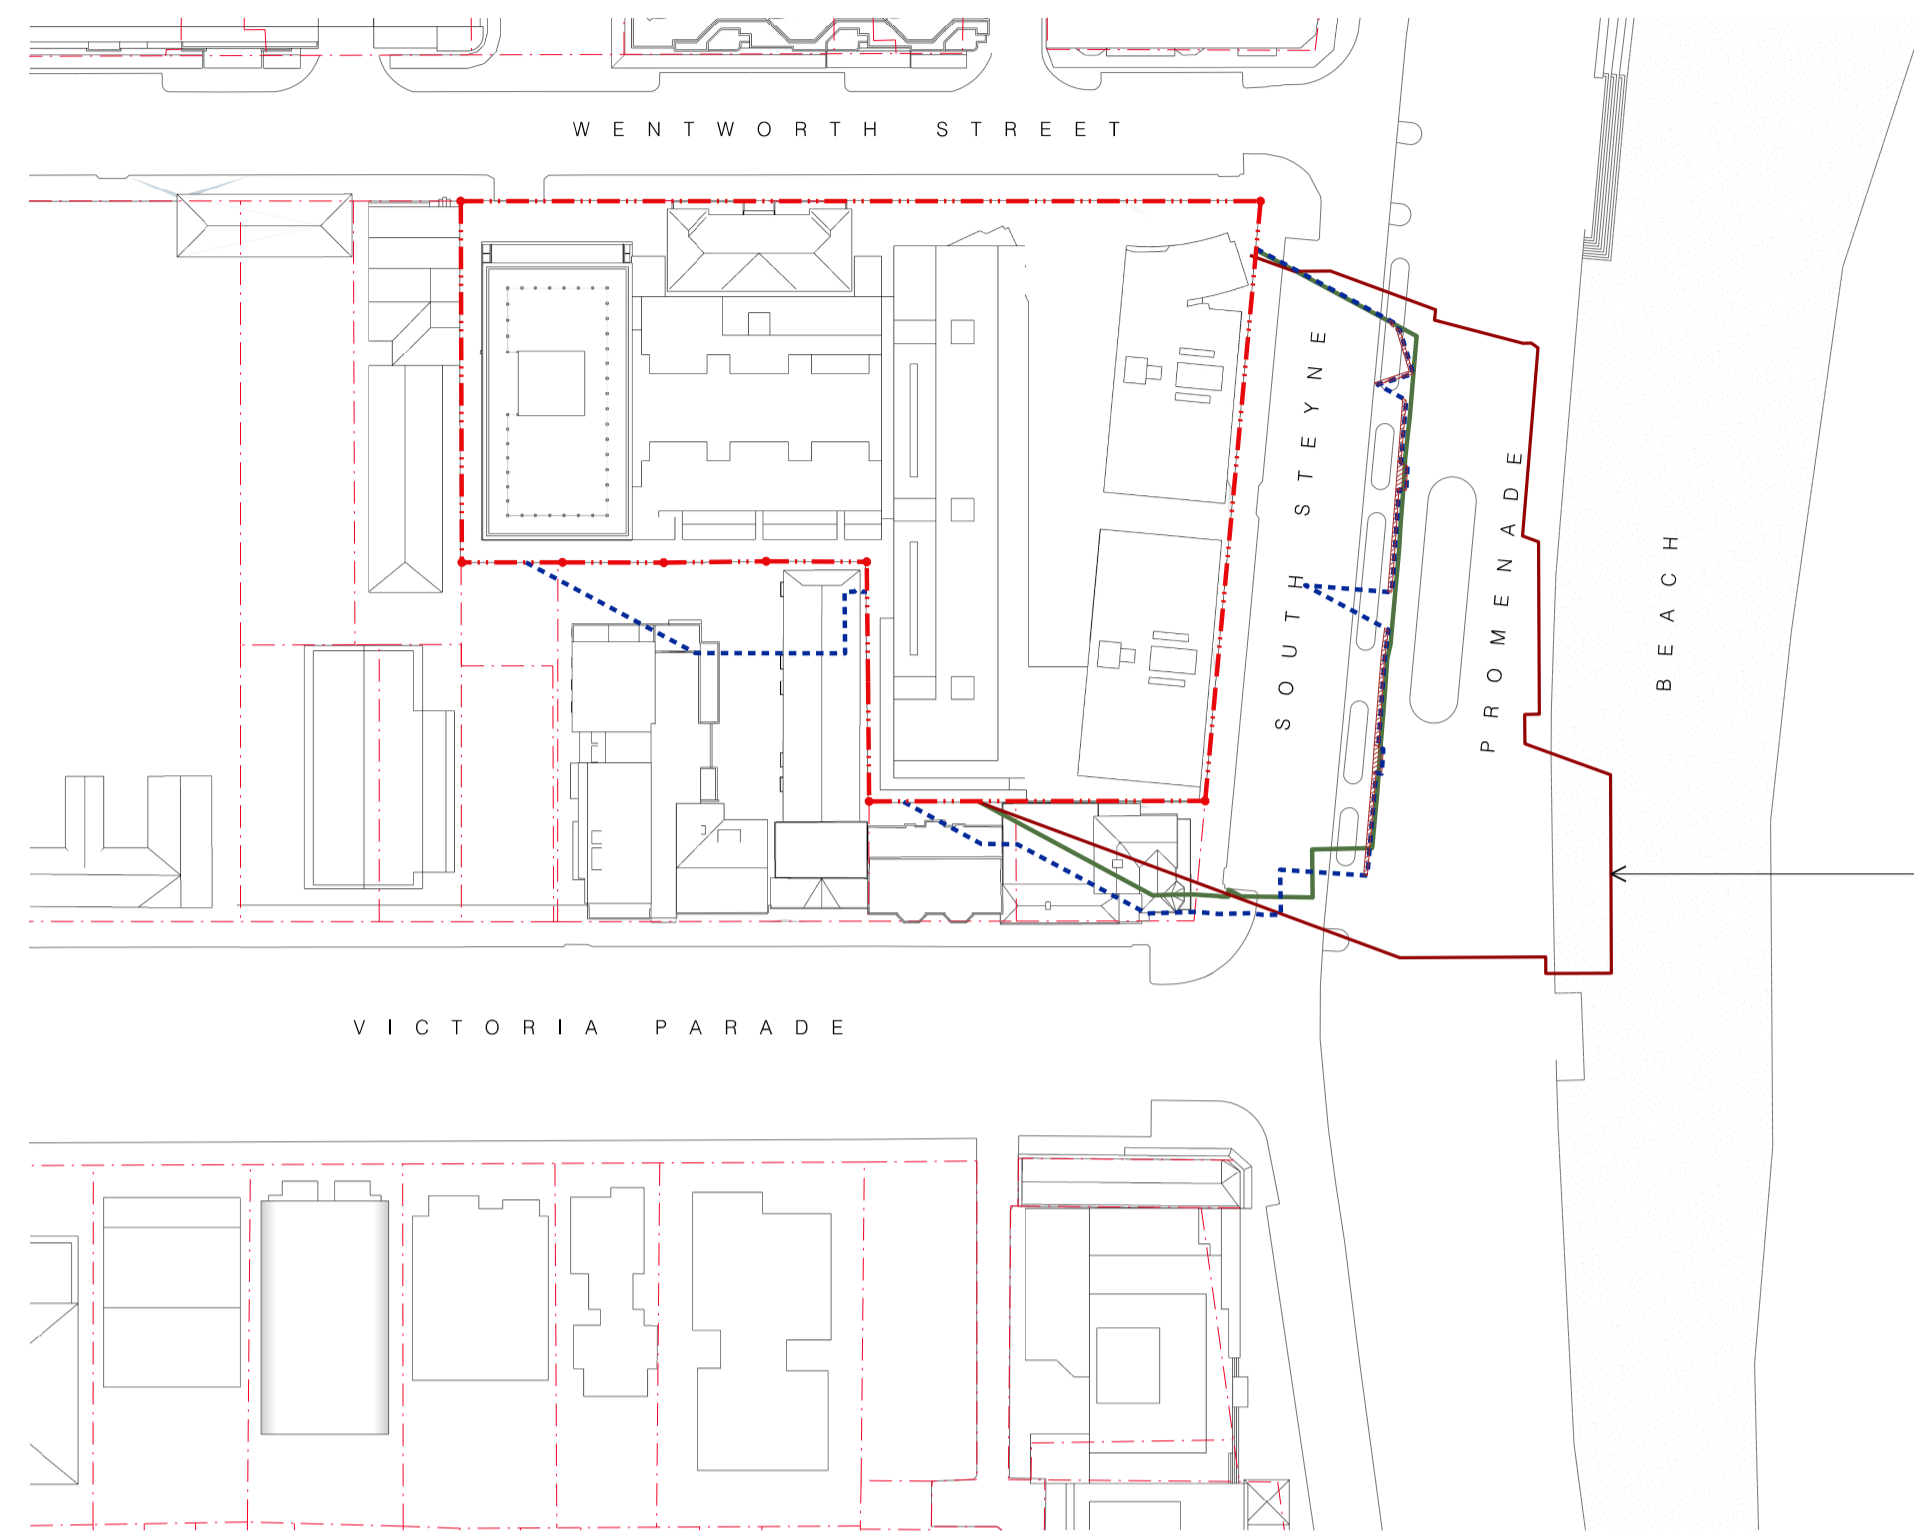 WENTWORTH STREET
SOUTH STEYNE
PROMENADE
BEACH
VICTORIA PARADE